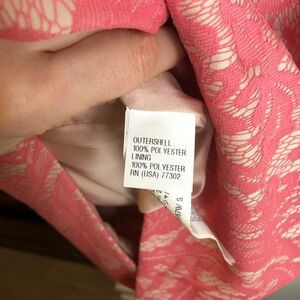 OUTERSHELL
100% POLYESTER
LINING
100% POLYESTER
RN (USA) 77302
S